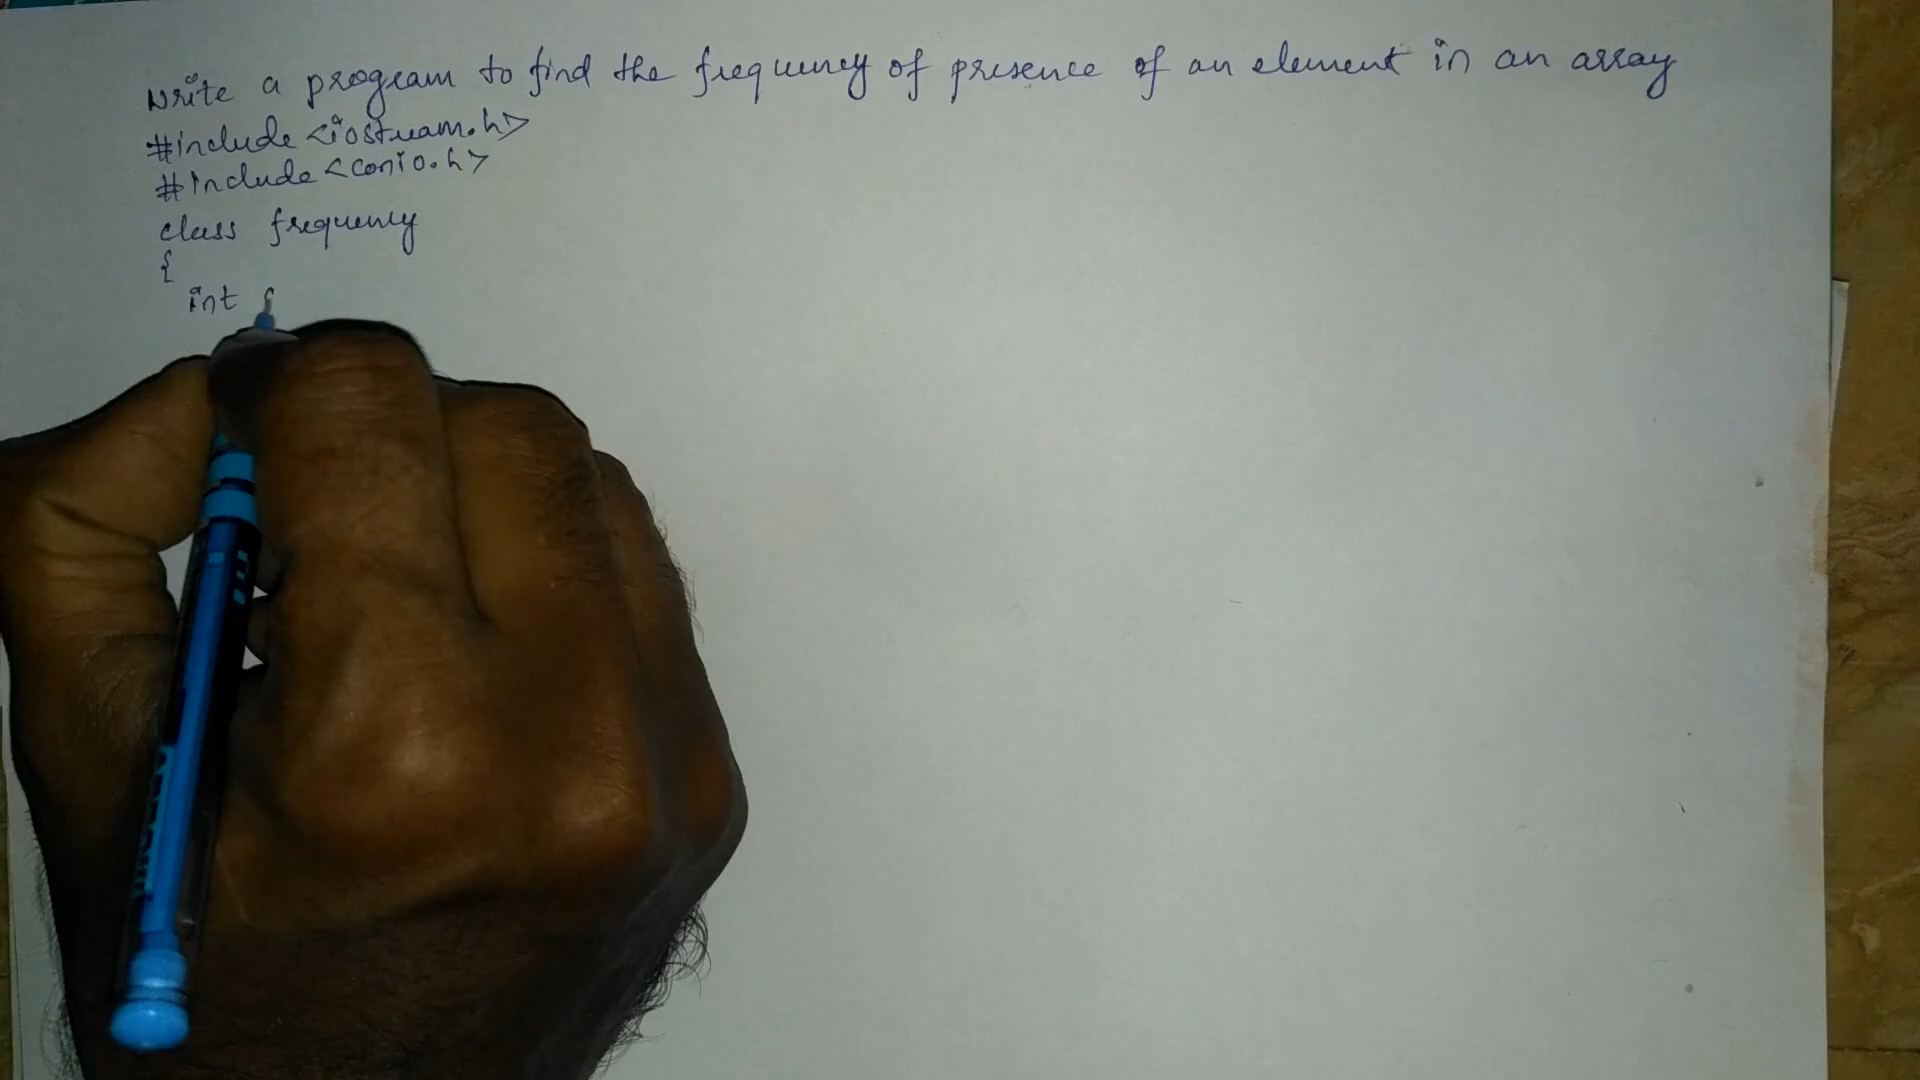 Write a program to find the frequency of presence of an element in an array
#include <iostream.h>
#include <conio.h>
class frequency
{
int